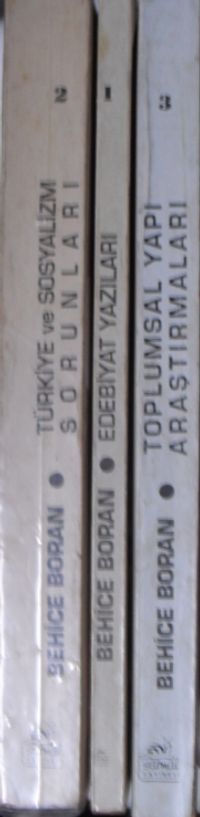 BEHİCE BORAN ● TÜRKİYE ve SOSYALİZM
SORUNLARI 2
BEHİCE BORAN ● EDEBİYAT YAZILARI 1
BEHİCE BORAN ● TOPLUMSAL YAPI
ARAŞTIRMALARI 3